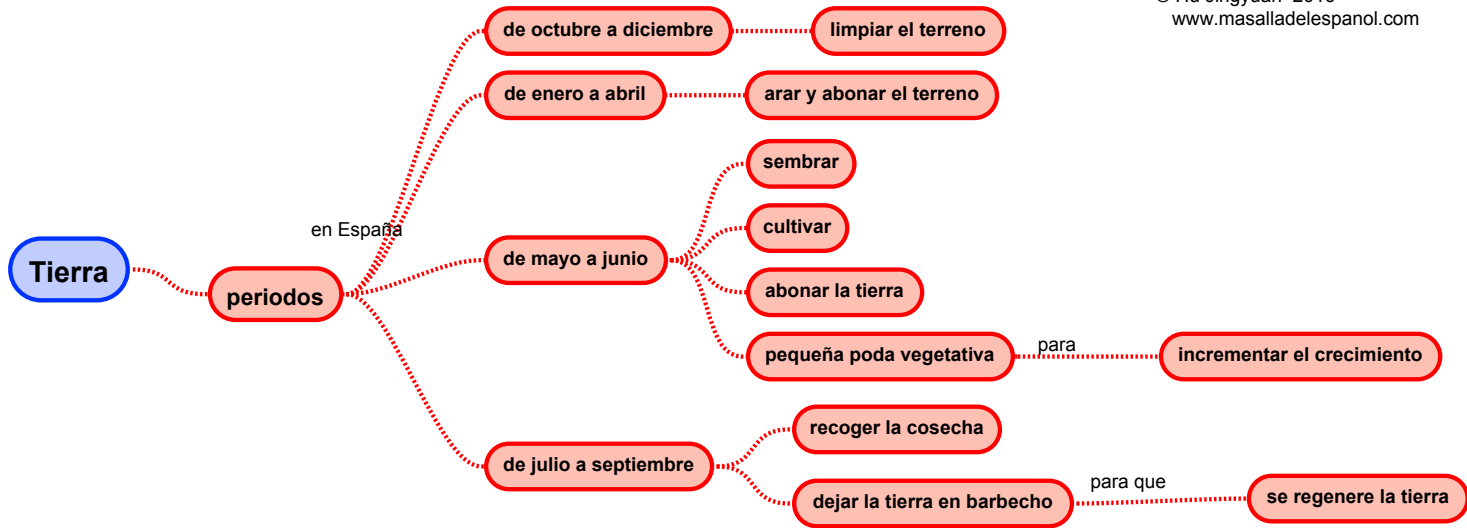 www.masalladelespanol.com
de octubre a diciembre
limpiar el terreno
de enero a abril
arar y abonar el terreno
sembrar
en España
cultivar
Tierra
periodos
de mayo a junio
abonar la tierra
pequeña poda vegetativa
para
incrementar el crecimiento
recoger la cosecha
de julio a septiembre
dejar la tierra en barbecho
para que
se regenere la tierra